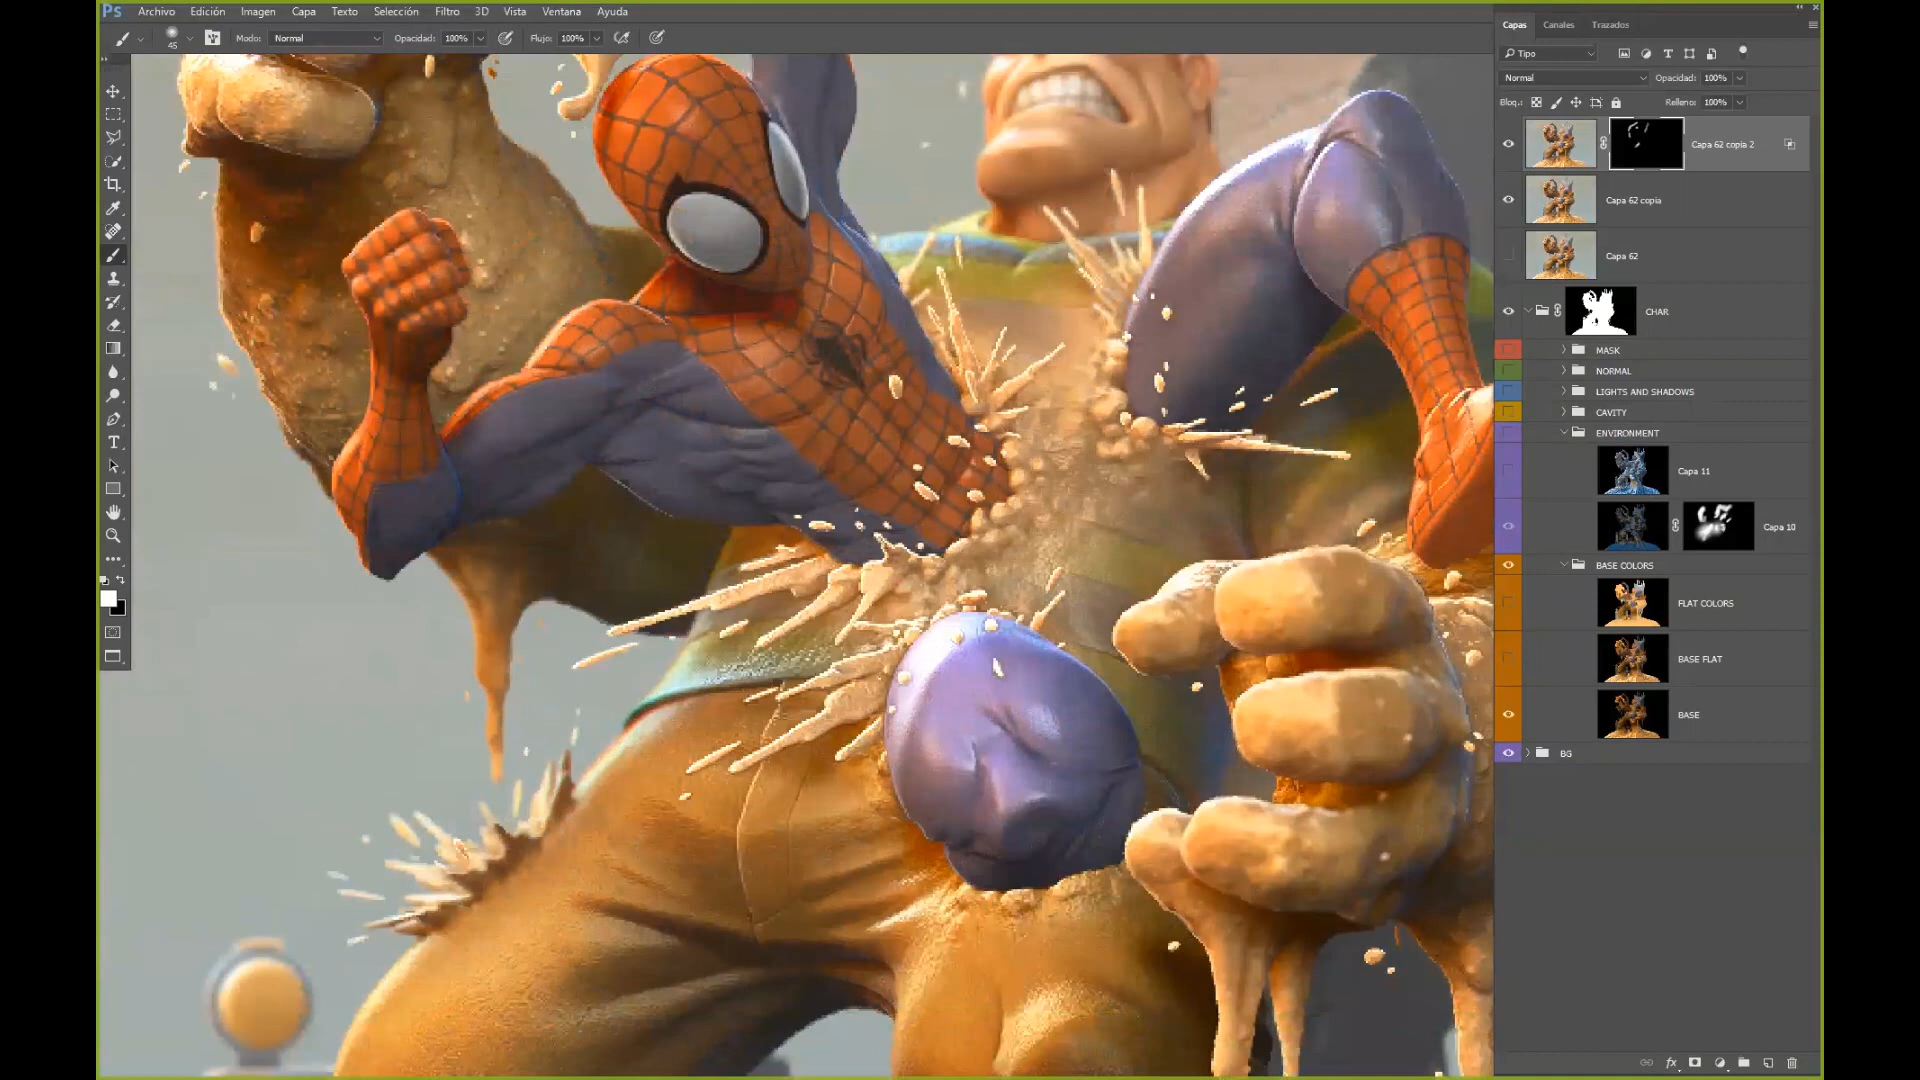 Ps Archivo Edición Imagen Capa Texto Selección Filtro 3D Vista Ventana Ayuda
45 Modo: Normal Opacidad: 100% Flujo: 100%
Capas Canales Trazados
Tipo
Normal Opacidad: 100%
Bloq.: Relleno: 100%
Capa 62 copia 2
Capa 62 copia
Capa 62
CHAR
MASK
NORMAL
LIGHTS AND SHADOWS
CAVITY
ENVIRONMENT
Capa 11
Capa 10
BASE COLORS
FLAT COLORS
BASE FLAT
BASE
BG
fx